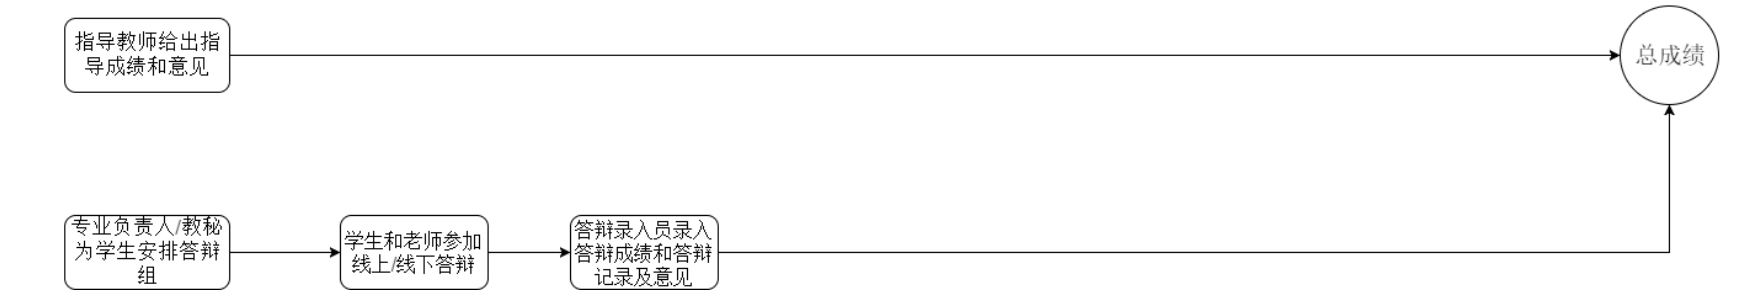 指导教师给出指
导成绩和意见
总成绩
专业负责人/教秘
为学生安排答辩
组
学生和老师参加
线上/线下答辩
答辩录入员录入
答辩成绩和答辩
记录及意见